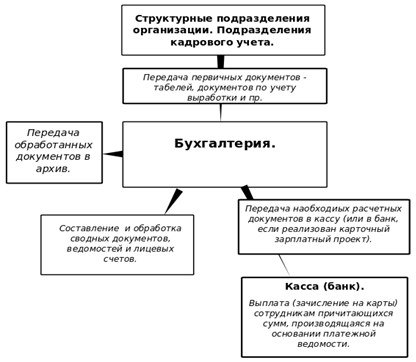 Структурные подразделения
организации. Подразделения
кадрового учета.
Передача первичных документов -
табелей, документов по учету
выработки и пр.
Бухгалтерия.
Передача
обработанных
документов в
архив.
Составление и обработка
сводных документов,
ведомостей и лицевых
счетов.
Передача наобходиых расчетных
документов в кассу (или в банк,
если реализован карточный
зарплатный проект).
Касса (банк).
Выплата (зачисление на карты)
сотрудникам причитающихся
сумм, производящаяся на
основании платежной
ведомости.